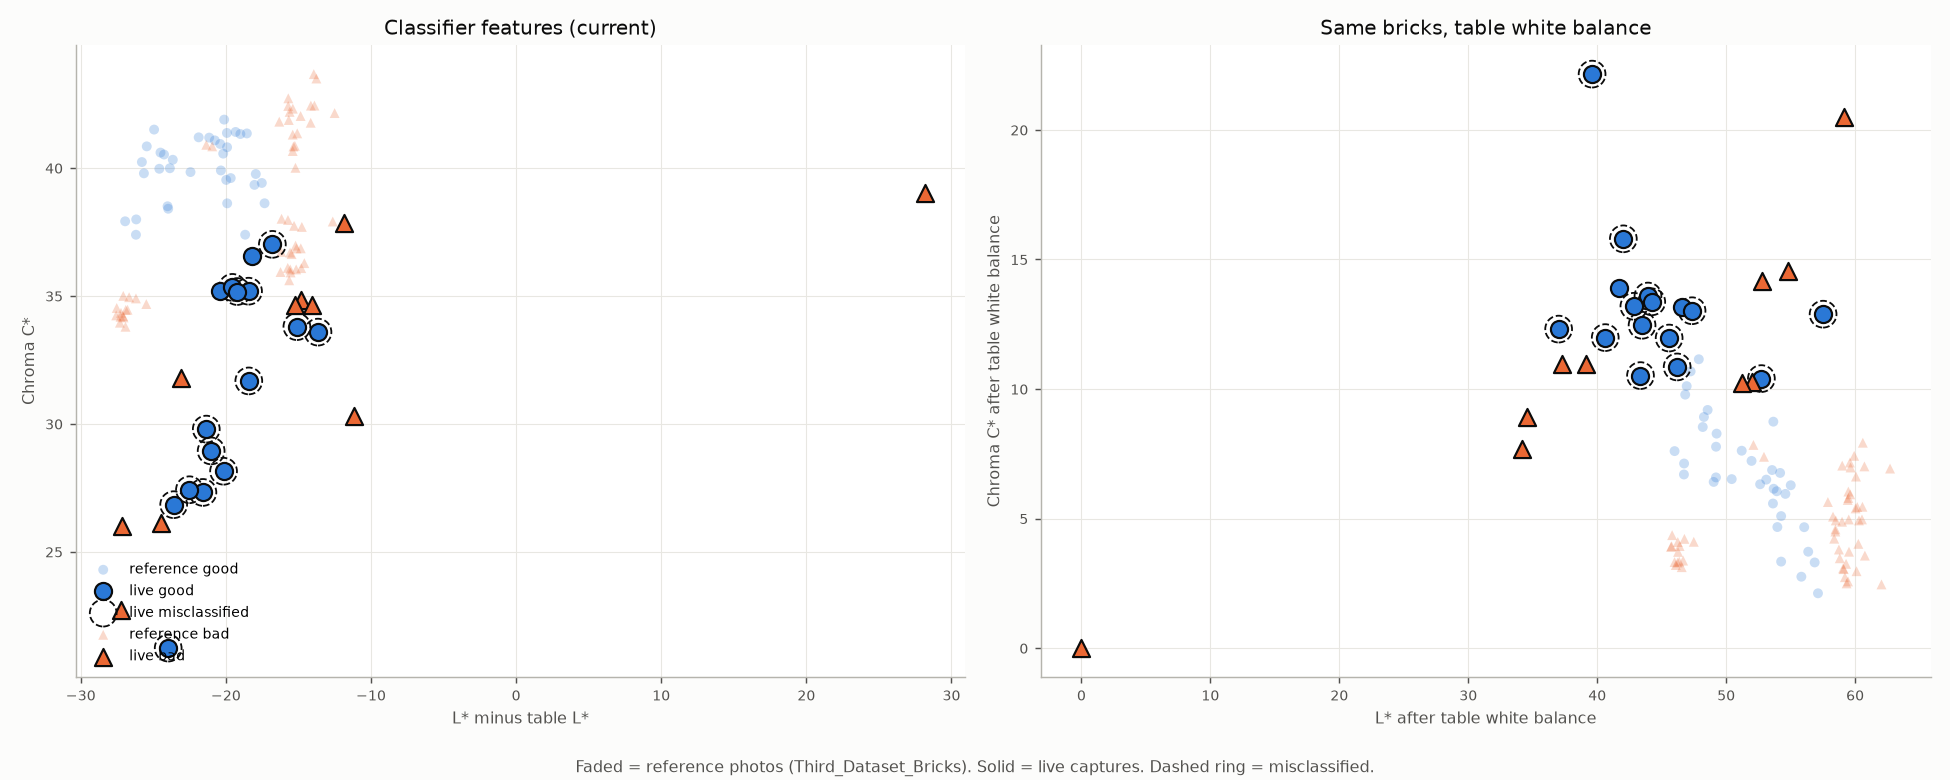 Classifier features (current)
Chroma C*
40
35
30
25
reference good
live good
live misclassified
reference bad
live bad
−30
−20
−10
0
10
20
30
L* minus table L*
Same bricks, table white balance
Chroma C* after table white balance
20
15
10
5
0
0
10
20
30
40
50
60
L* after table white balance
Faded = reference photos (Third_Dataset_Bricks). Solid = live captures. Dashed ring = misclassified.